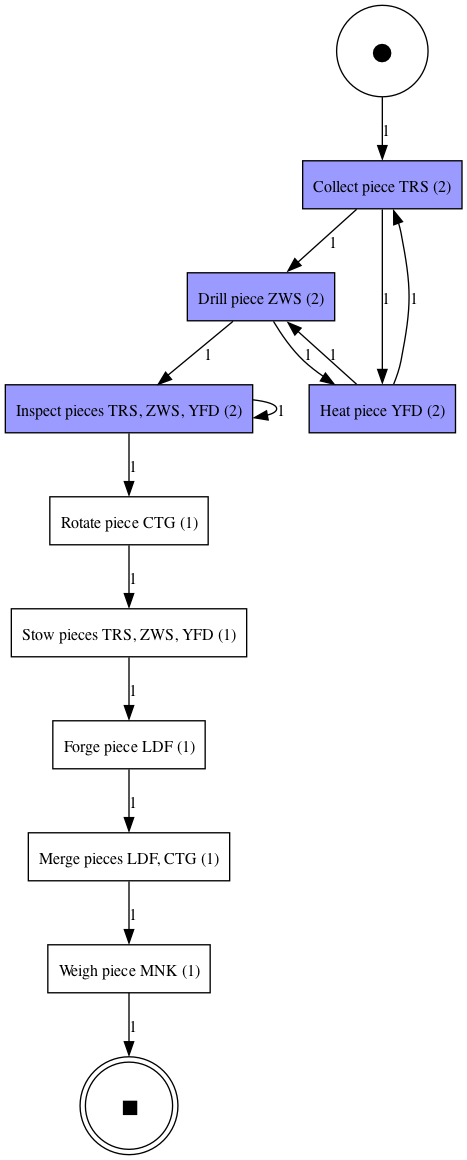 1
Collect piece TRS (2)
1
Drill piece ZWS (2)
1
1
1
1
1
Inspect pieces TRS, ZWS, YFD (2)
1
Heat piece YFD (2)
1
Rotate piece CTG (1)
1
Stow pieces TRS, ZWS, YFD (1)
1
Forge piece LDF (1)
1
Merge pieces LDF, CTG (1)
1
Weigh piece MNK (1)
1